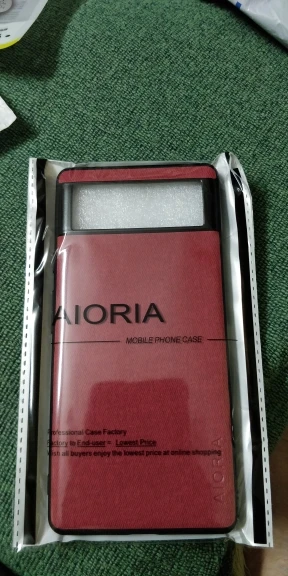 AIORIA
MOBILE PHONE CASE
Professional Case Factory
Factory to End-user = Lowest Price
Wish all buyers enjoy the lowest price at online shopping
AIORIA